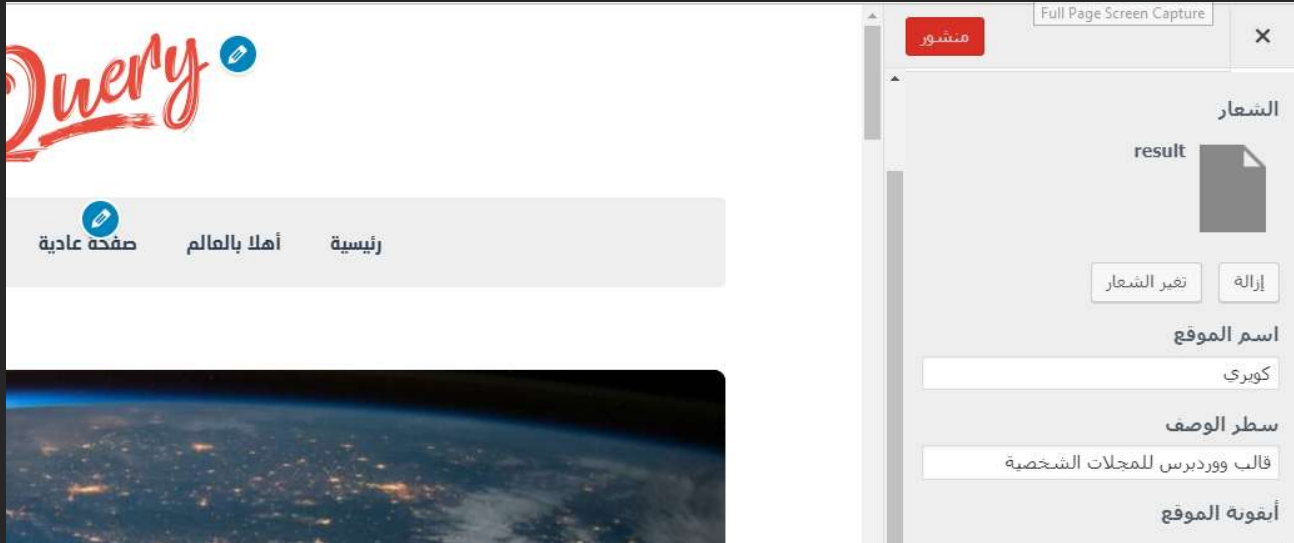 Full Page Screen Capture
منشور
الشعار
result
إزالة
تغير الشعار
اسم الموقع
كويري
سطر الوصف
قالب ووردبرس للمجلات الشخصية
أيقونة الموقع
Query
رئيسية أهلا بالعالم صفحة عادية